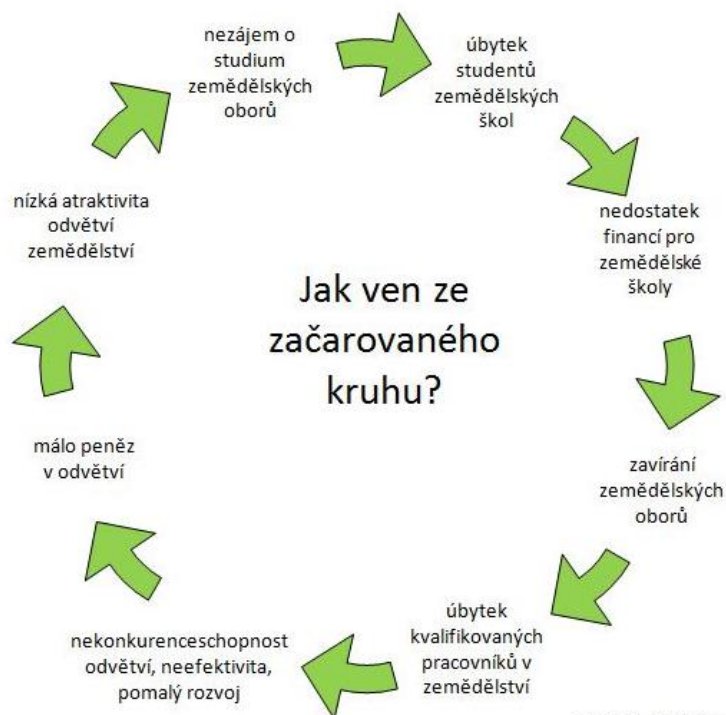 nezájem o
studium
zemědělských
oborů
úbytek
studentů
zemědělských
škol
nedostatek
financí pro
zemědělské
školy
zavírání
zemědělských
oborů
úbytek
kvalifikovaných
pracovníků v
zemědělství
nekonkurenceschopnost
odvětví, neefektivita,
pomalý rozvoj
málo peněz
v odvětví
nízká atraktivita
odvětví
zemědělství
Jak ven ze
začarovaného
kruhu?